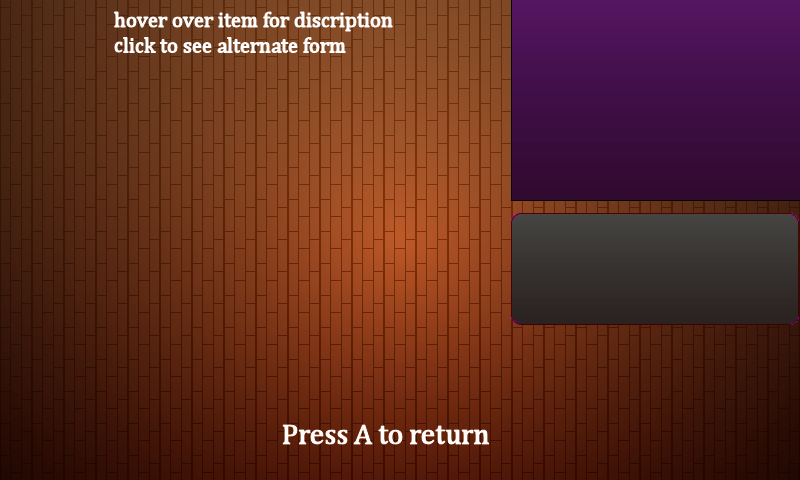 hover over item for discription
click to see alternate form
Press A to return